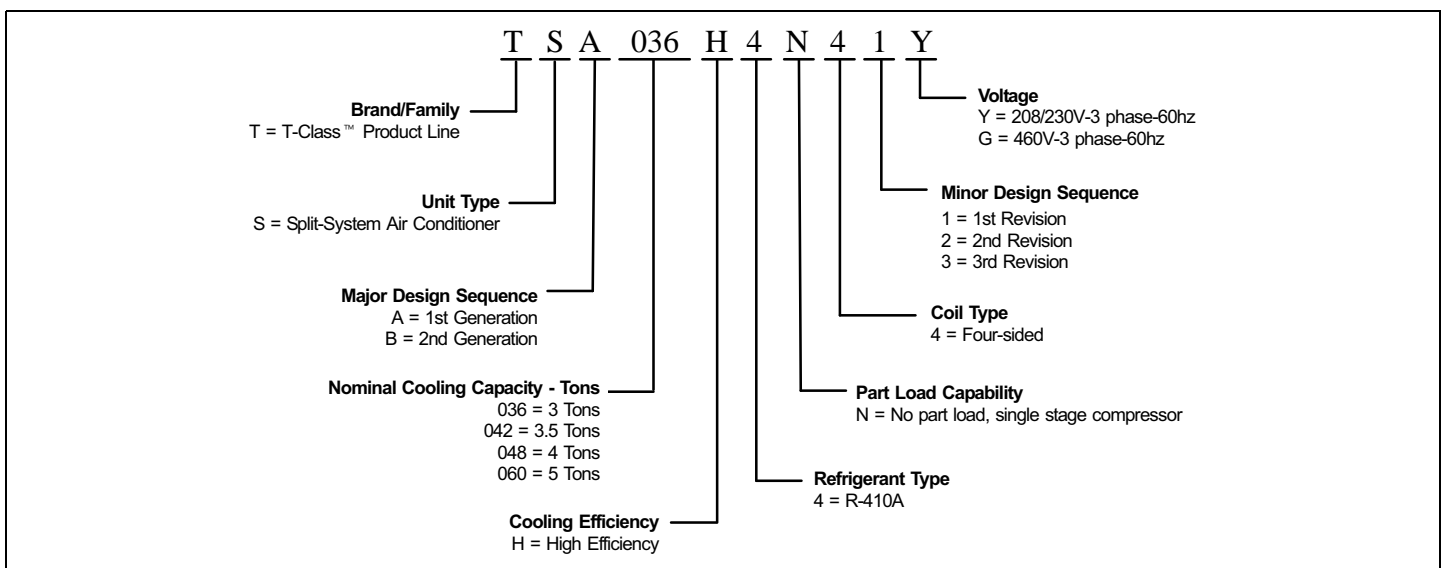 T S A 036 H 4 N 4 1 Y
Brand/Family
T = T-Class™ Product Line
Unit Type
S = Split-System Air Conditioner
Major Design Sequence
A = 1st Generation
B = 2nd Generation
Nominal Cooling Capacity - Tons
036 = 3 Tons
042 = 3.5 Tons
048 = 4 Tons
060 = 5 Tons
Cooling Efficiency
H = High Efficiency
Voltage
Y = 208/230V-3 phase-60hz
G = 460V-3 phase-60hz
Minor Design Sequence
1 = 1st Revision
2 = 2nd Revision
3 = 3rd Revision
Coil Type
4 = Four-sided
Part Load Capability
N = No part load, single stage compressor
Refrigerant Type
4 = R-410A